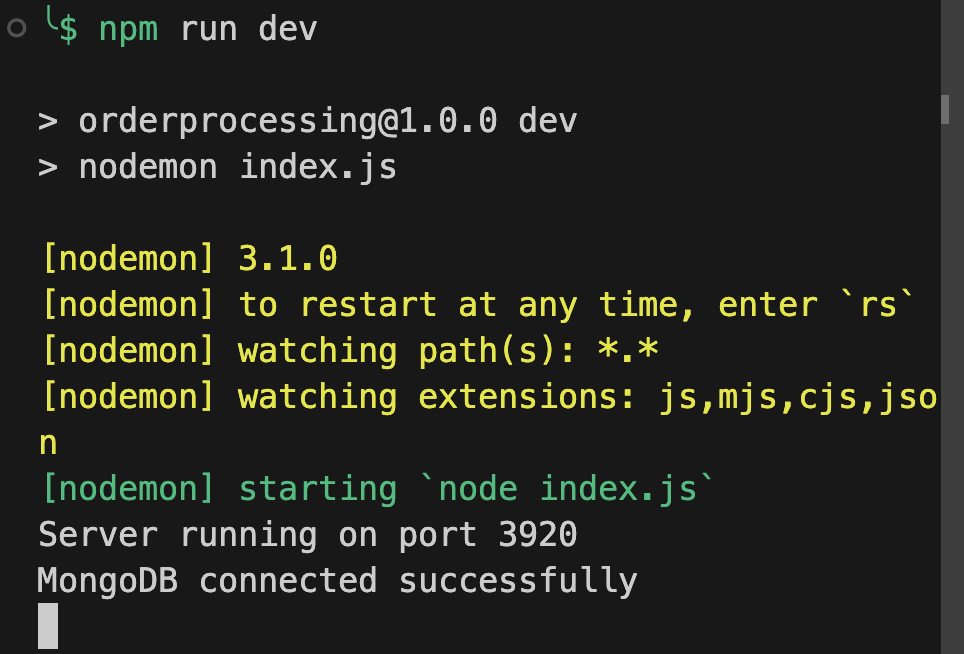 $ npm run dev
> orderprocessing@1.0.0 dev
> nodemon index.js
[nodemon] 3.1.0
[nodemon] to restart at any time, enter `rs`
[nodemon] watching path(s): *.*
[nodemon] watching extensions: js,mjs,cjs,jso
n
[nodemon] starting `node index.js`
Server running on port 3920
MongoDB connected successfully